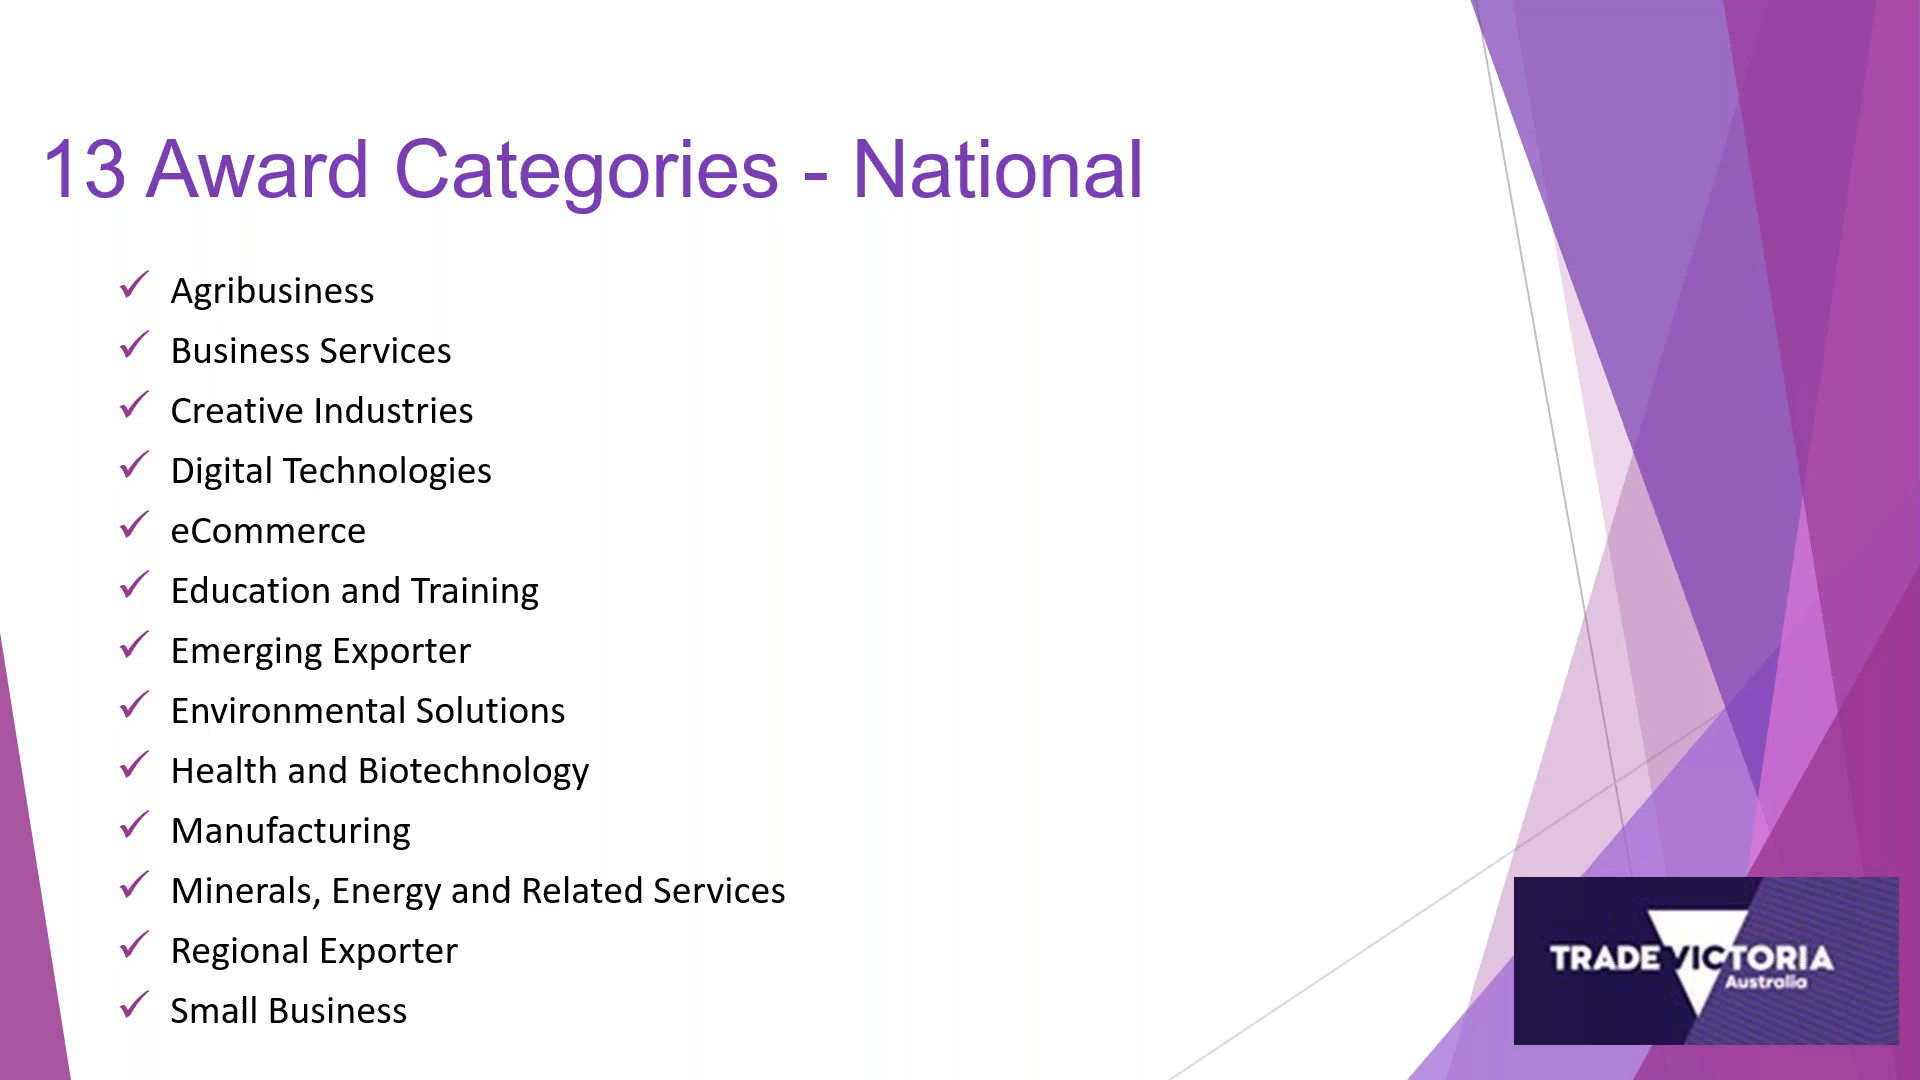 13 Award Categories - National
Agribusiness
Business Services
Creative Industries
Digital Technologies
eCommerce
Education and Training
Emerging Exporter
Environmental Solutions
Health and Biotechnology
Manufacturing
Minerals, Energy and Related Services
Regional Exporter
Small Business
TRADE VICTORIA
Australia